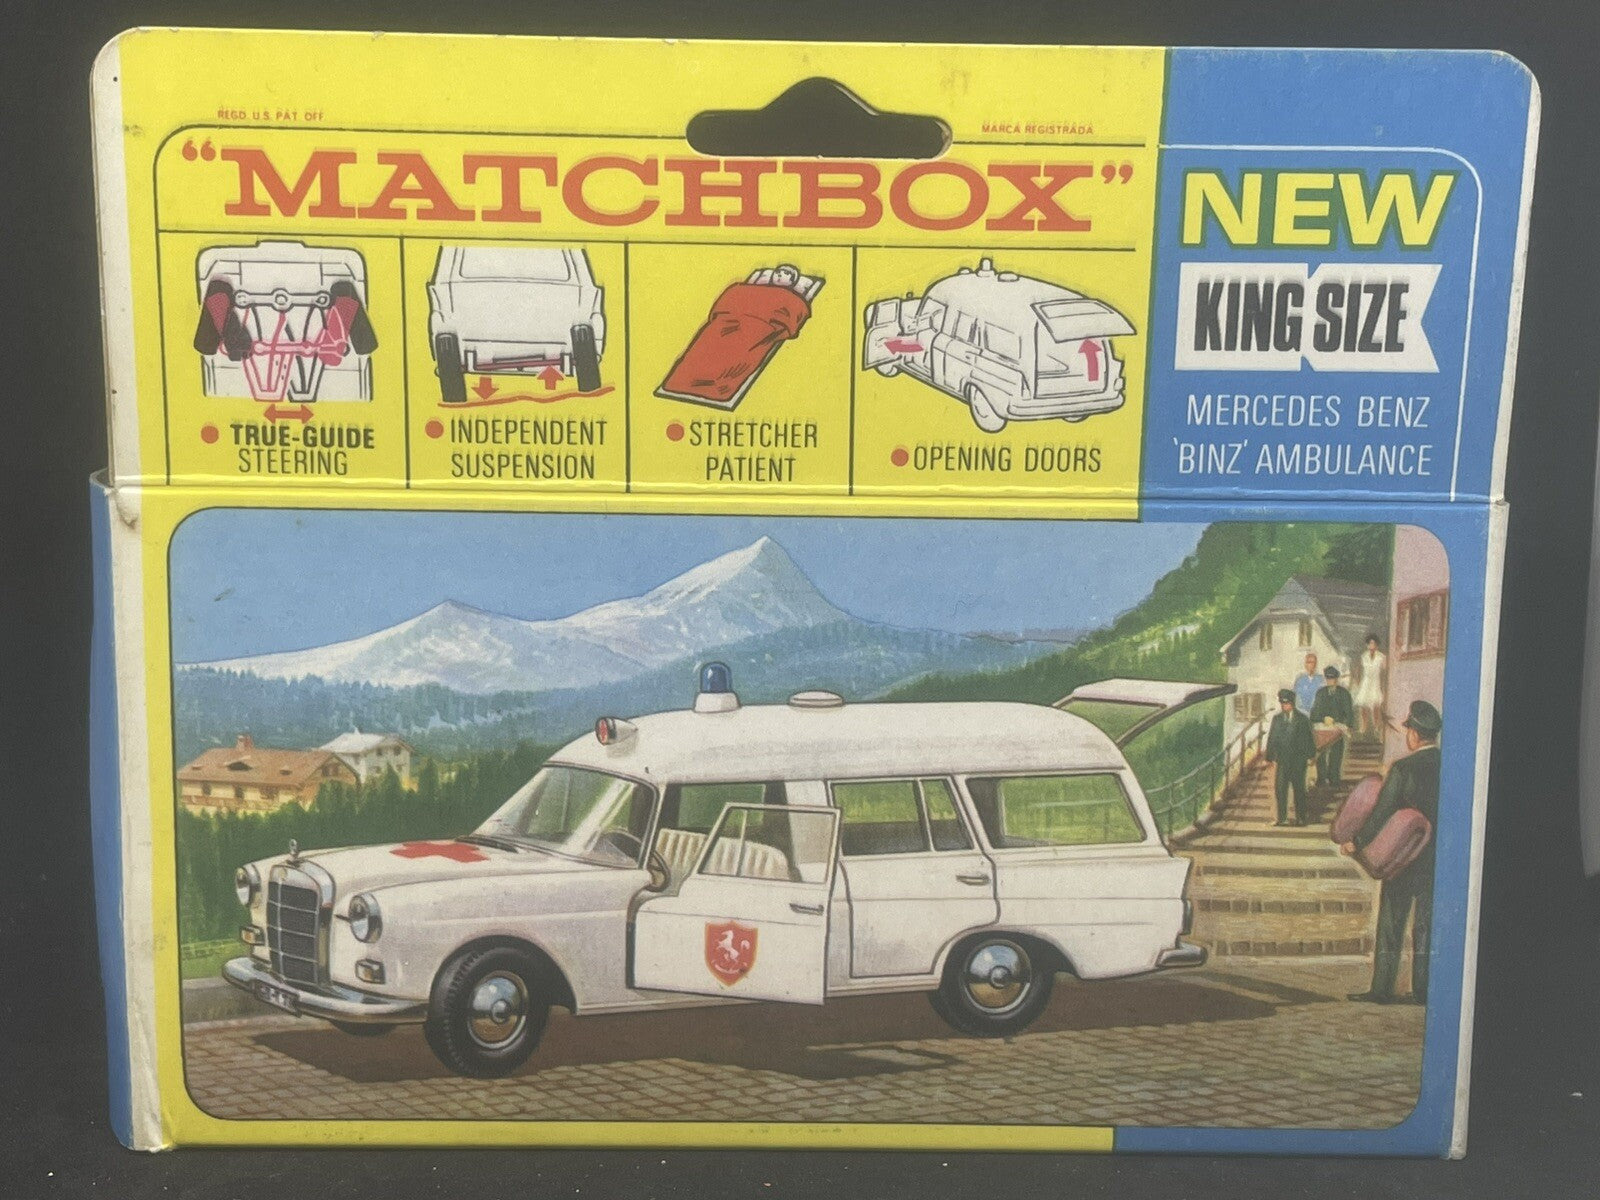 REGD. U.S. PAT. OFF
MARCA REGISTRADA
"MATCHBOX"
TRUE-GUIDE
STEERING
INDEPENDENT
SUSPENSION
STRETCHER
PATIENT
OPENING DOORS
NEW
KING SIZE
MERCEDES BENZ
'BINZ' AMBULANCE